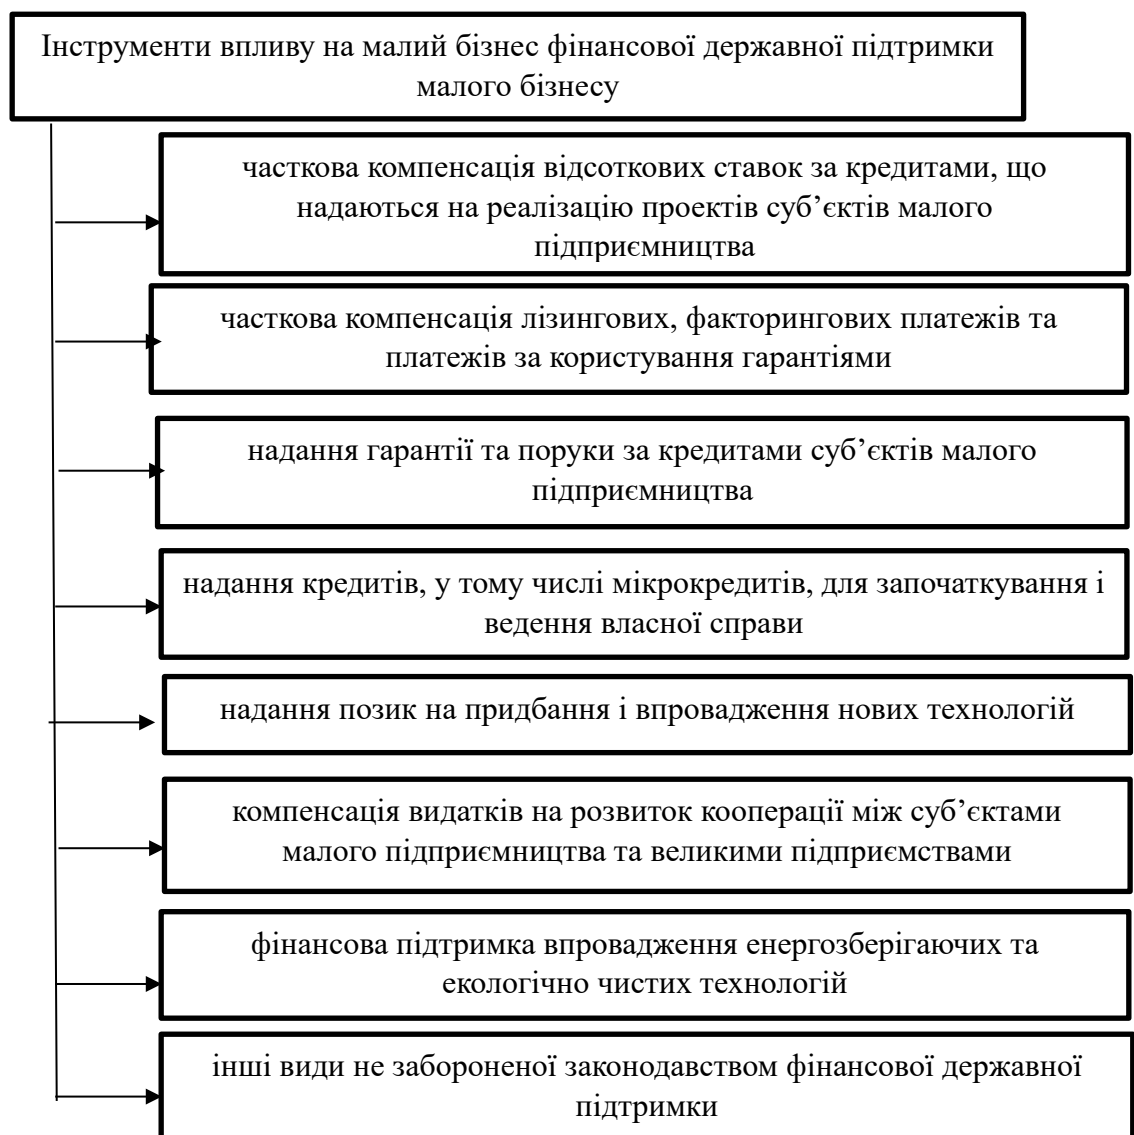 Інструменти впливу на малий бізнес фінансової державної підтримки
малого бізнесу
часткова компенсація відсоткових ставок за кредитами, що
надаються на реалізацію проектів суб’єктів малого
підприємництва
часткова компенсація лізингових, факторингових платежів та
платежів за користування гарантіями
надання гарантії та поруки за кредитами суб’єктів малого
підприємництва
надання кредитів, у тому числі мікрокредитів, для започаткування і
ведення власної справи
надання позик на придбання і впровадження нових технологій
компенсація видатків на розвиток кооперації між суб’єктами
малого підприємництва та великими підприємствами
фінансова підтримка впровадження енергозберігаючих та
екологічно чистих технологій
інші види не забороненої законодавством фінансової державної
підтримки